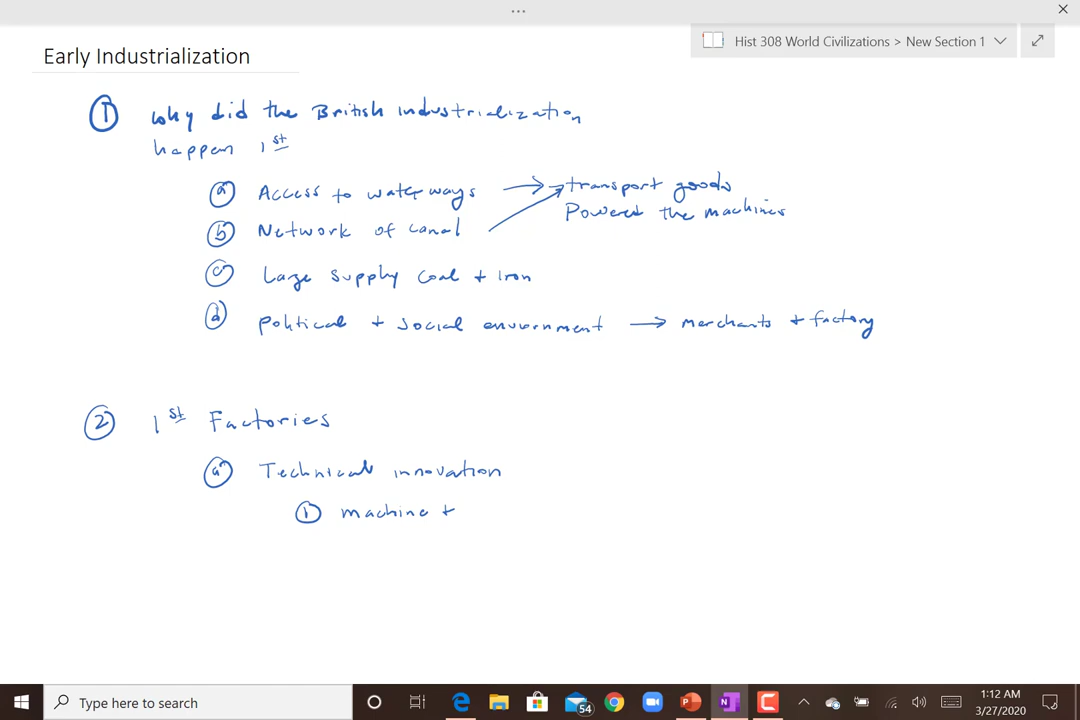 Hist 308 World Civilizations > New Section 1
Early Industrialization
1 Why did the British industrialization
happen 1st
a Access to waterways → transport goods
Powered the machines
b Network of canal
c Large supply coal + iron
d Political + social environment → merchants + factory
2 1st Factories
a Technical innovation
1 machine +
Type here to search
54
1:12 AM
3/27/2020